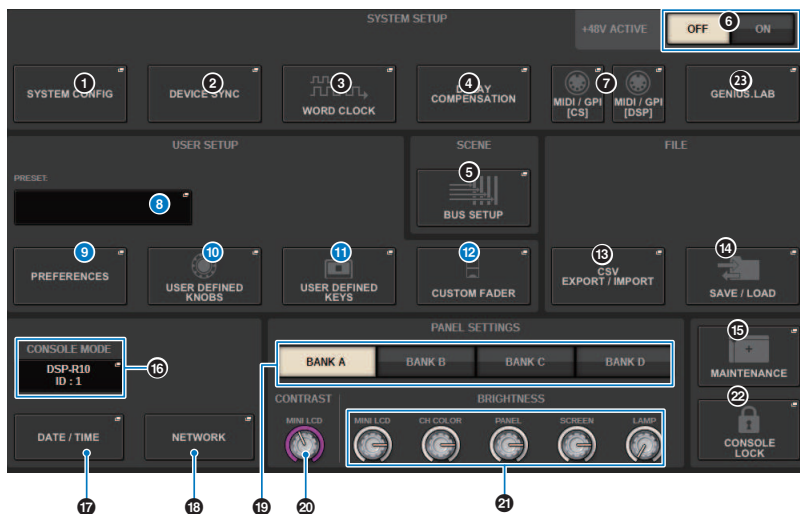 SYSTEM SETUP
+48V ACTIVE
OFF
6
ON
1
SYSTEM CONFIG
2
DEVICE SYNC
3
WORD CLOCK
4
DELAY
COMPENSATION
7
MIDI / GPI
[CS]
MIDI / GPI
[DSP]
23
GENIUS.LAB
USER SETUP
SCENE
FILE
PRESET:
8
5
BUS SETUP
9
PREFERENCES
10
USER DEFINED
KNOBS
11
USER DEFINED
KEYS
12
CUSTOM FADER
13
CSV
EXPORT / IMPORT
14
SAVE / LOAD
PANEL SETTINGS
CONSOLE MODE
DSP-R10
ID : 1
16
BANK A
BANK B
BANK C
BANK D
15
MAINTENANCE
CONTRAST
BRIGHTNESS
MINI LCD
MINI LCD
CH COLOR
PANEL
SCREEN
LAMP
22
CONSOLE
LOCK
DATE / TIME
NETWORK
17
18
19
20
21